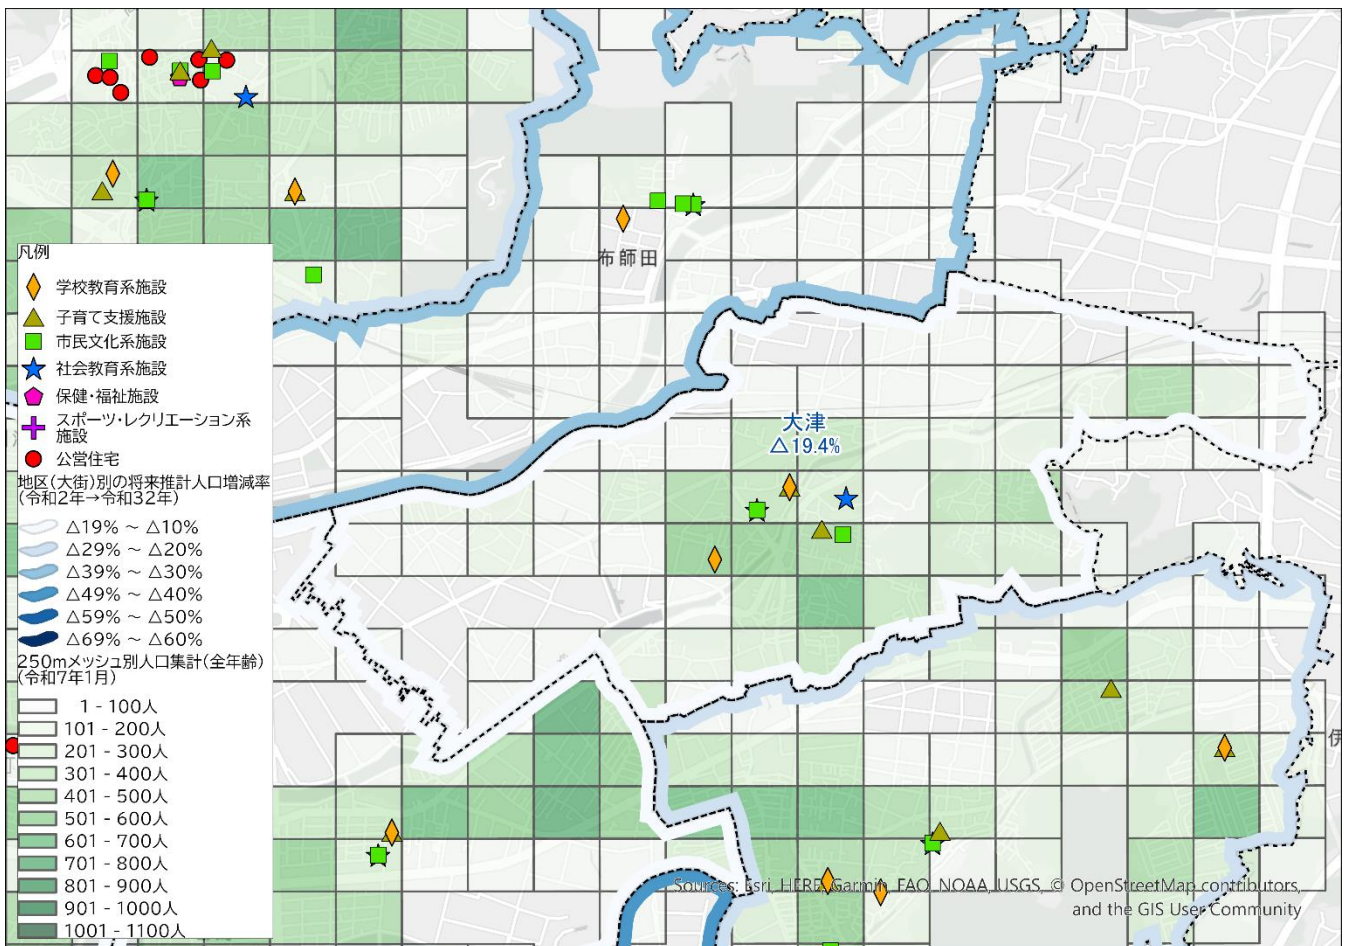 布師田
凡例
学校教育系施設
子育て支援施設
市民文化系施設
社会教育系施設
保健・福祉施設
スポーツ・レクリエーション系
施設
公営住宅
地区(大街)別の将来推計人口増減率
(令和2年→令和32年)
△19% ~ △10%
△29% ~ △20%
△39% ~ △30%
△49% ~ △40%
△59% ~ △50%
△69% ~ △60%
250mメッシュ別人口集計(全年齢)
(令和7年1月)
1 - 100人
101 - 200人
201 - 300人
301 - 400人
401 - 500人
501 - 600人
601 - 700人
701 - 800人
801 - 900人
901 - 1000人
1001 - 1100人
大津
△19.4%
Sources: Esri, HERE, Garmin, FAO, NOAA, USGS, © OpenStreetMap contributors,
and the GIS User Community